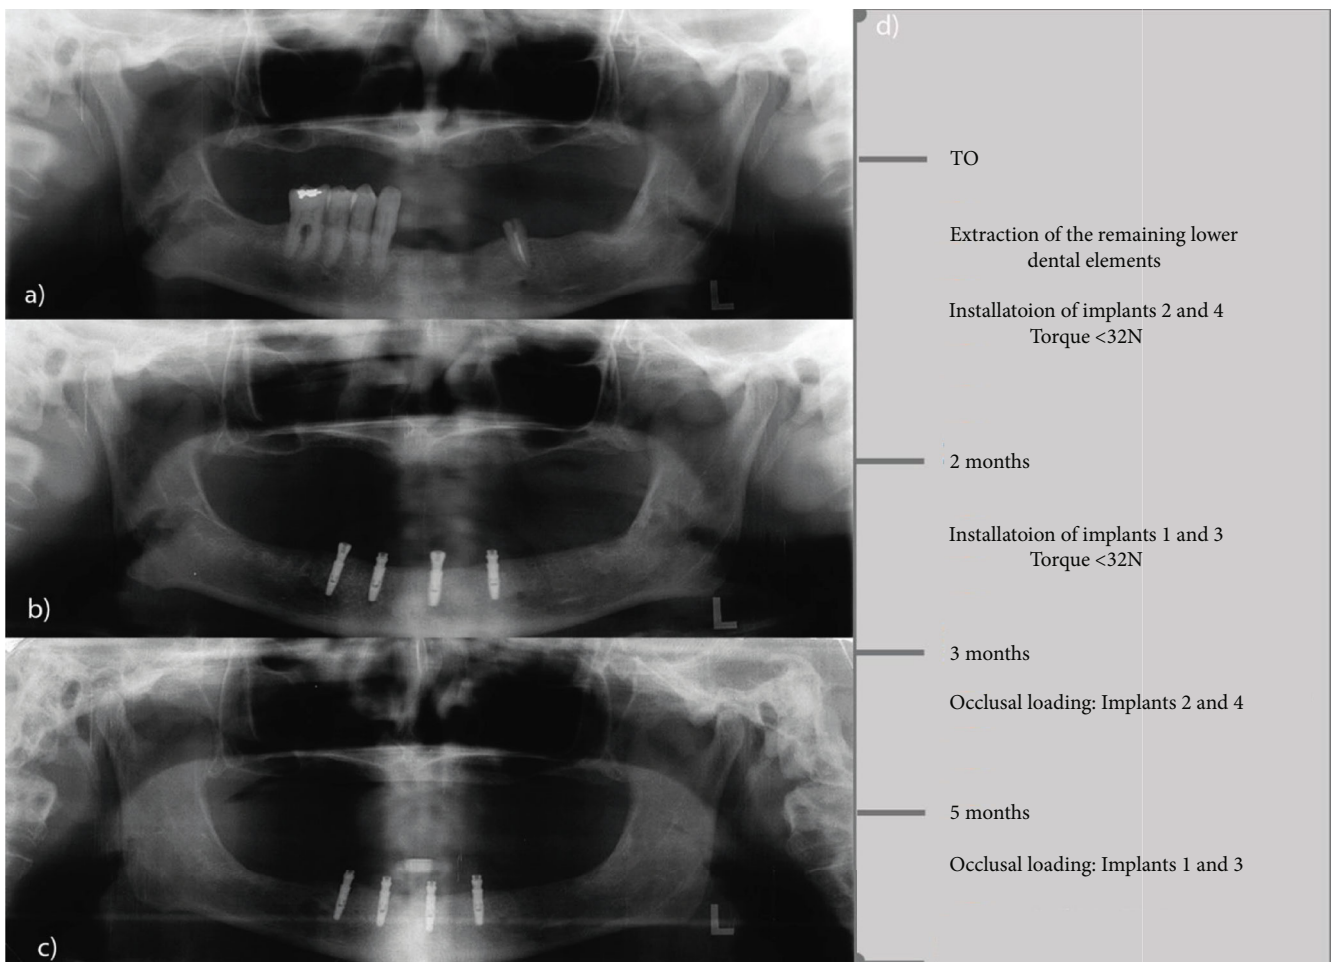 a)
L
b)
L
c)
L
d)
TO
Extraction of the remaining lower
dental elements
Installatoion of implants 2 and 4
Torque <32N
2 months
Installatoion of implants 1 and 3
Torque <32N
3 months
Occlusal loading: Implants 2 and 4
5 months
Occlusal loading: Implants 1 and 3